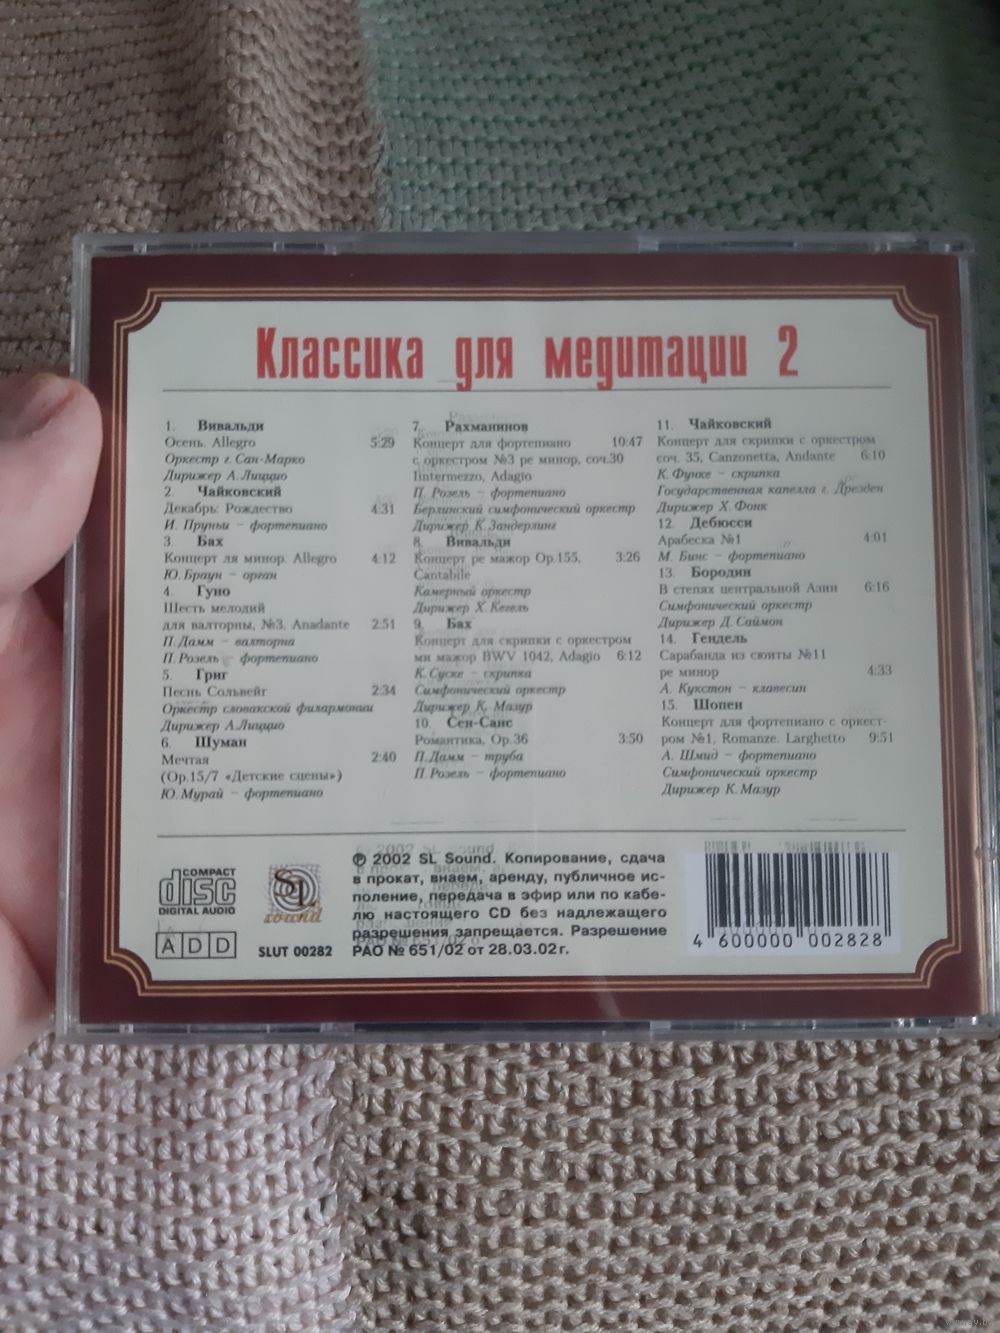 Классика для медитации 2
1. Вивальди
Осень. Allegro 5:29
Оркестр г. Сан-Марко
Дирижер А.Лиццио
2. Чайковский
Декабрь: Рождество 4:31
И. Пруньи – фортепиано
3. Бах
Концерт ля минор. Allegro 4:12
Ю. Браун – орган
4. Гуно
Шесть мелодий
для валторны, №3, Anadante 2:51
П. Дамм – валторна
П. Розель – фортепиано
5. Григ
Песнь Сольвейг 2:34
Оркестр словакской филармонии
Дирижер А.Лиццио
6. Шуман
Мечтая 2:40
(Op.15/7 «Детские сцены»)
Ю. Мурай – фортепиано
7. Рахманинов
Концерт для фортепиано 10:47
с оркестром №3 ре минор, соч.30
Iintermezzo, Adagio
П. Розель – фортепиано
Берлинский симфонический оркестр
Дирижер К. Зандерлинг
8. Вивальди
Концерт ре мажор Op.155, 3:26
Cantabile
Камерный оркестр
Дирижер Х. Кегель
9. Бах
Концерт для скрипки с оркестром
ми мажор BWV 1042, Adagio 6:12
К. Суске – скрипка
Симфонический оркестр
Дирижер К. Мазур
10. Сен-Санс
Романтика, Op.36 3:50
П. Дамм – труба
П. Розель – фортепиано
11. Чайковский
Концерт для скрипки с оркестром
соч. 35, Canzonetta, Andante 6:10
К. Функе – скрипка
Государственная капелла г. Дрезден
Дирижер Х. Фонк
12. Дебюсси
Арабеска №1 4:01
М. Бинс – фортепиано
13. Бородин
В степях центральной Азии 6:16
Симфонический оркестр
Дирижер Д. Саймон
14. Гендель
Сарабанда из сюиты №11
ре минор 4:33
А. Кукстон – клавесин
15. Шопен
Концерт для фортепиано с оркест-
ром №1, Romanze. Larghetto 9:51
А. Шмид – фортепиано
Симфонический оркестр
Дирижер К. Мазур
COMPACT
disc
DIGITAL AUDIO
ADD
SL
sound
SLUT 00282
℗ 2002 SL Sound. Копирование, сдача
в прокат, внаем, аренду, публичное ис-
полнение, передача в эфир или по кабе-
лю настоящего CD без надлежащего
разрешения запрещается. Разрешение
РАО № 651/02 от 28.03.02г.
4 600000 002828